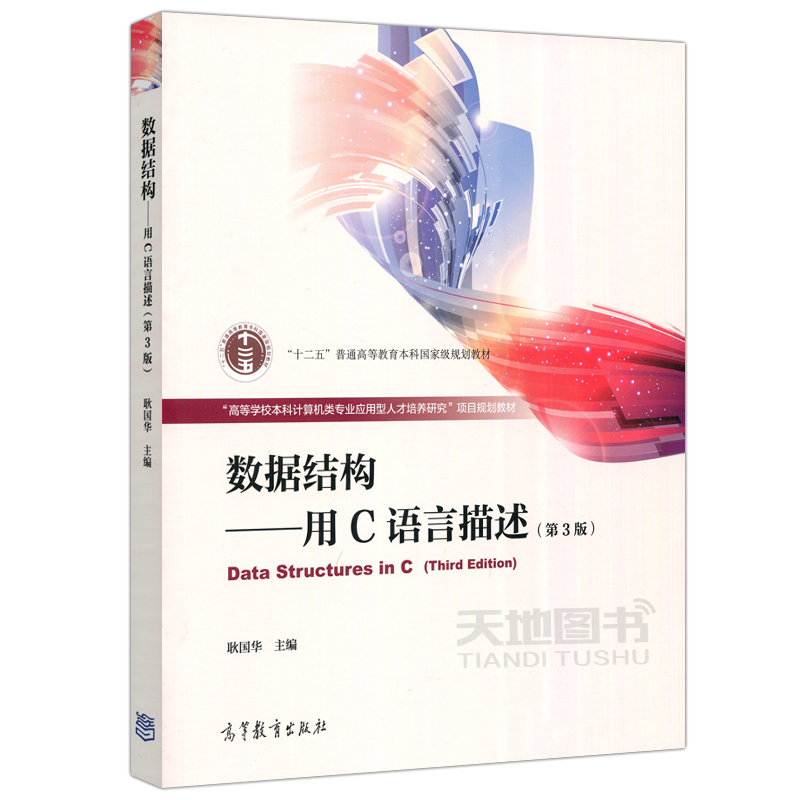 数据结构——用C语言描述(第3版)
耿国华 主编
十二五
“十二五”普通高等教育本科国家级规划教材
“高等学校本科计算机类专业应用型人才培养研究”项目规划教材
数据结构
——用C语言描述(第3版)
Data Structures in C (Third Edition)
天地图书
TIANDI TUSHU
耿国华 主编
高等教育出版社